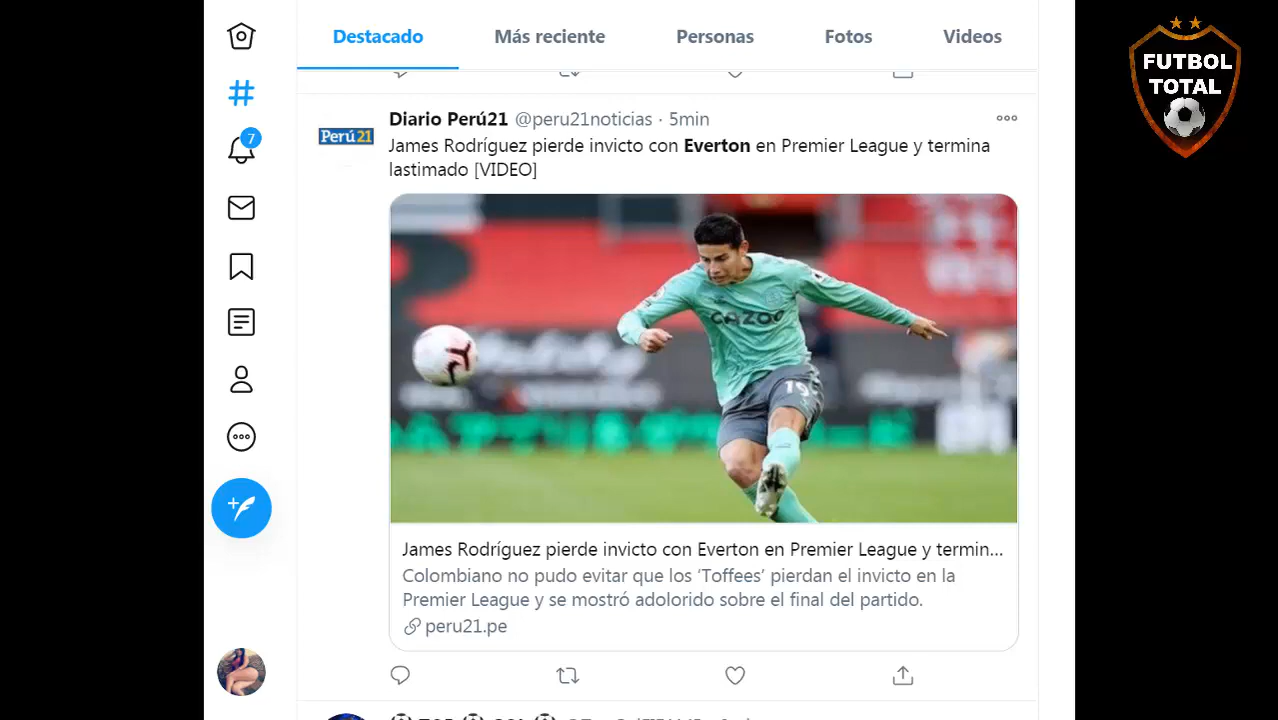 Destacado
Más reciente
Personas
Fotos
Videos
FUTBOL
TOTAL
7
Diario Perú21 @peru21noticias · 5min
Perú21
James Rodríguez pierde invicto con Everton en Premier League y termina
lastimado [VIDEO]
CAZOO
19
James Rodríguez pierde invicto con Everton en Premier League y termin...
Colombiano no pudo evitar que los ‘Toffees’ pierdan el invicto en la
Premier League y se mostró adolorido sobre el final del partido.
peru21.pe